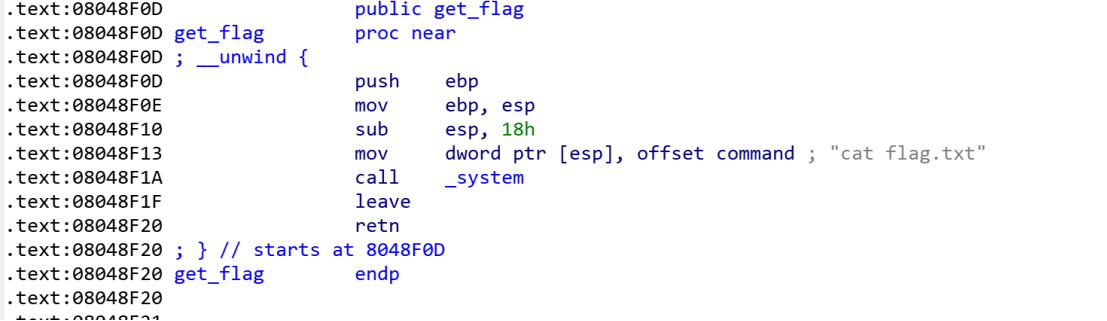 .text:08048F0D public get_flag
.text:08048F0D get_flag proc near
.text:08048F0D ; __unwind {
.text:08048F0D push ebp
.text:08048F0E mov ebp, esp
.text:08048F10 sub esp, 18h
.text:08048F13 mov dword ptr [esp], offset command ; "cat flag.txt"
.text:08048F1A call _system
.text:08048F1F leave
.text:08048F20 retn
.text:08048F20 ; } // starts at 8048F0D
.text:08048F20 get_flag endp
.text:08048F20